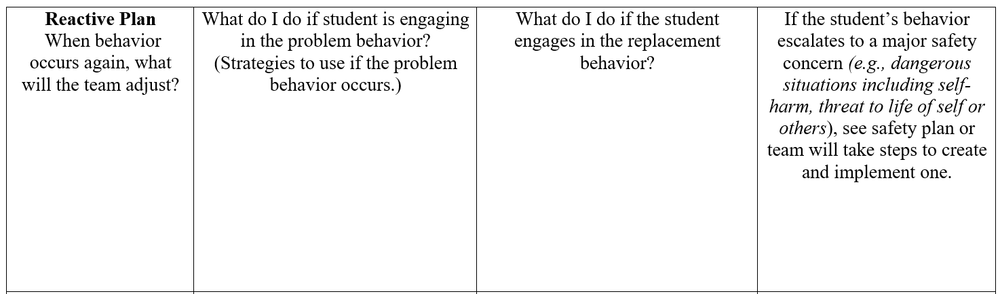 Reactive Plan
When behavior
occurs again, what
will the team adjust?
What do I do if student is engaging
in the problem behavior?
(Strategies to use if the problem
behavior occurs.)
What do I do if the student
engages in the replacement
behavior?
If the student’s behavior
escalates to a major safety
concern (e.g., dangerous
situations including self-
harm, threat to life of self or
others), see safety plan or
team will take steps to create
and implement one.